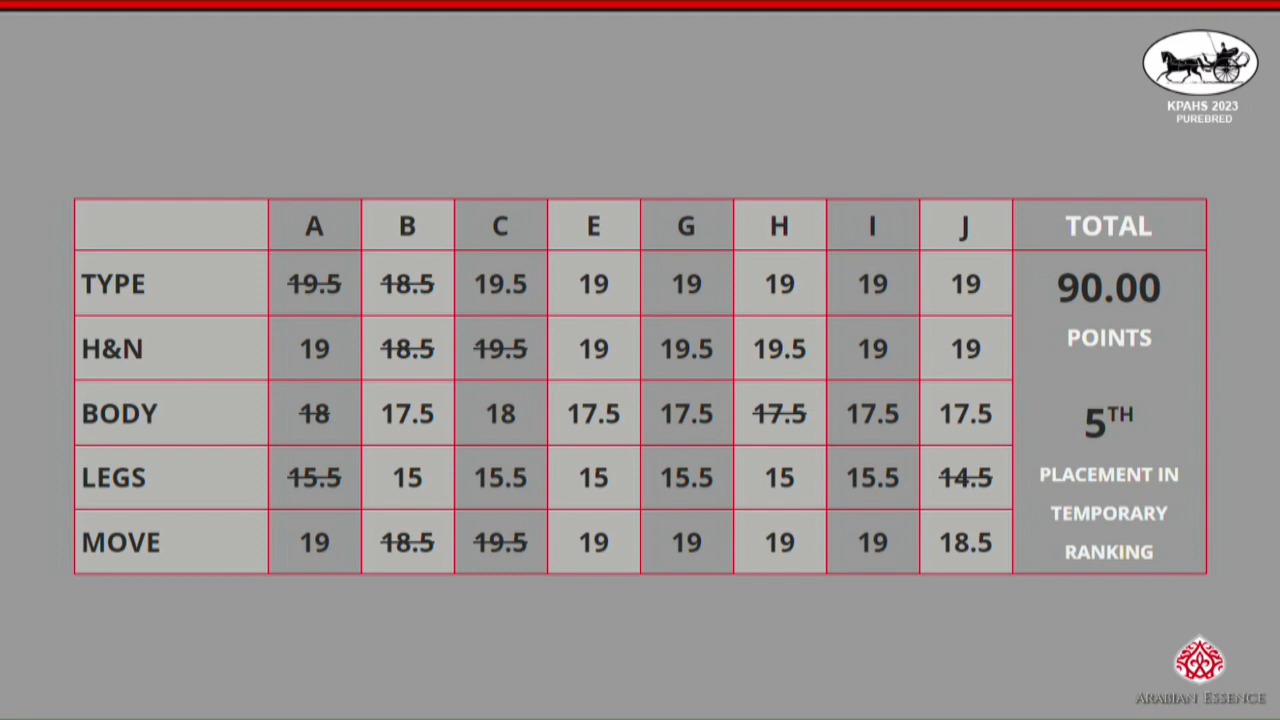 KPAHS 2023
PUREBRED
A B C E G H I J TOTAL
TYPE 19.5 18.5 19.5 19 19 19 19 19 90.00
POINTS
H&N 19 18.5 19.5 19 19.5 19.5 19 19
BODY 18 17.5 18 17.5 17.5 17.5 17.5 17.5 5TH
LEGS 15.5 15 15.5 15 15.5 15 15.5 14.5 PLACEMENT IN
TEMPORARY
MOVE 19 18.5 19.5 19 19 19 19 18.5 RANKING
ARABIAN ESSENCE